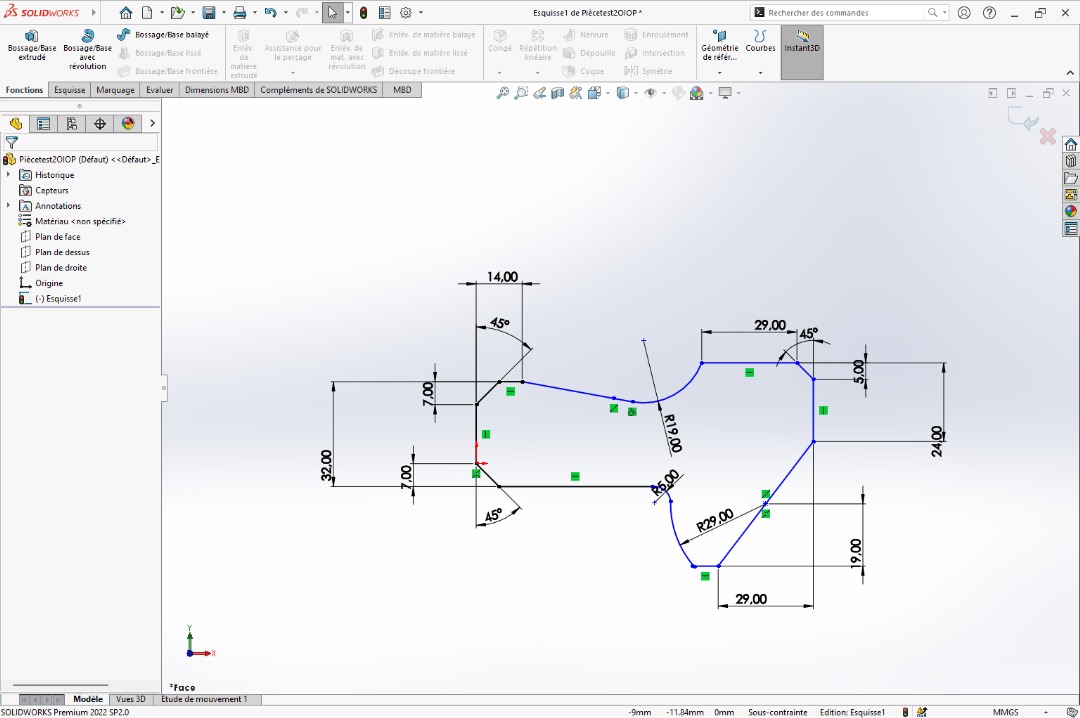 SOLIDWORKS
Esquisse1 de Piècetest2OIOP *
Rechercher des commandes
Bossage/Base extrudé
Bossage/Base avec révolution
Bossage/Base balayé
Bossage/Base lissé
Bossage/Base frontière
Enlèv. de matière extrudé
Assistance pour le perçage
Enlèv. de mat. avec révolution
Enlèv. de matière balayé
Enlèv. de matière lissé
Découpe frontière
Congé
Répétition linéaire
Nervure
Dépouille
Coque
Enroulement
Intersection
Symétrie
Géométrie de référ...
Courbes
Instant3D
Fonctions
Esquisse
Marquage
Evaluer
Dimensions MBD
Compléments de SOLIDWORKS
MBD
Piècetest2OIOP (Défaut) <<Défaut>_E
Historique
Capteurs
Annotations
Matériau <non spécifié>
Plan de face
Plan de dessus
Plan de droite
Origine
(-) Esquisse1
14,00
45°
7,00
32,00
7,00
45°
29,00
45°
5,00
24,00
R19,00
R5,00
R29,00
19,00
29,00
Y
X
*Face
Modèle
Vues 3D
Etude de mouvement 1
SOLIDWORKS Premium 2022 SP2.0
-9mm
-11.84mm
0mm
Sous-contrainte
Edition: Esquisse1
MMGS